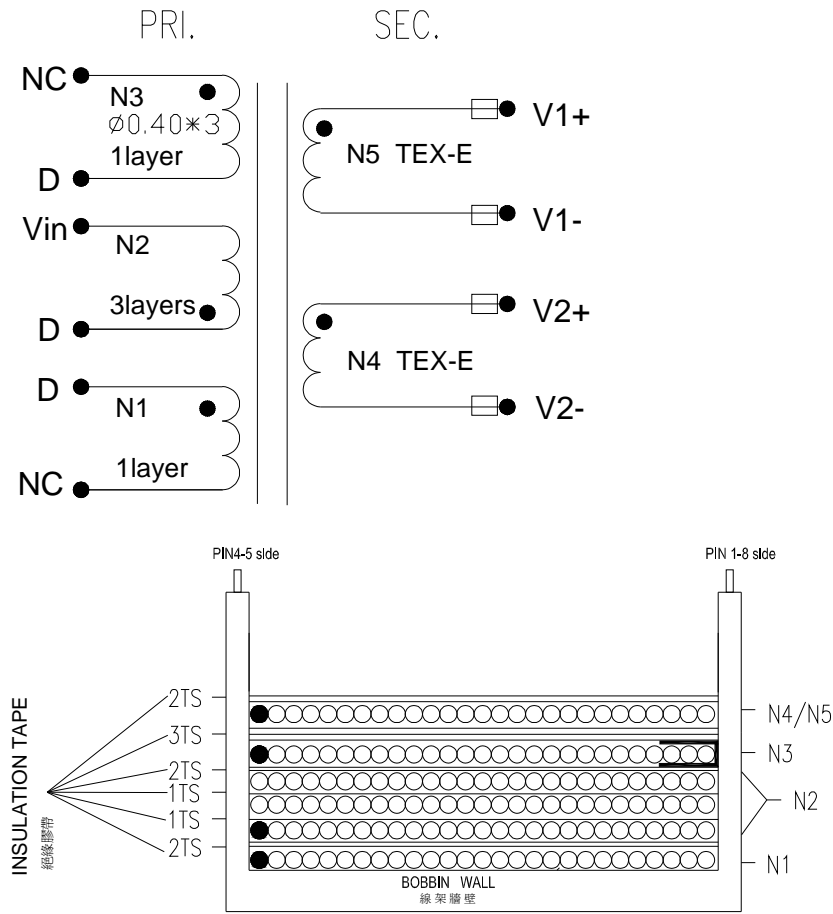 PRI.
SEC.
NC
N3
Ø0.40*3
1layer
D
Vin
N2
3layers
D
D
N1
1layer
NC
V1+
N5 TEX-E
V1-
V2+
N4 TEX-E
V2-
PIN4-5 side
PIN 1-8 side
INSULATION TAPE
絕緣膠帶
2TS
3TS
2TS
1TS
1TS
2TS
N4/N5
N3
N2
N1
BOBBIN WALL
線架牆壁